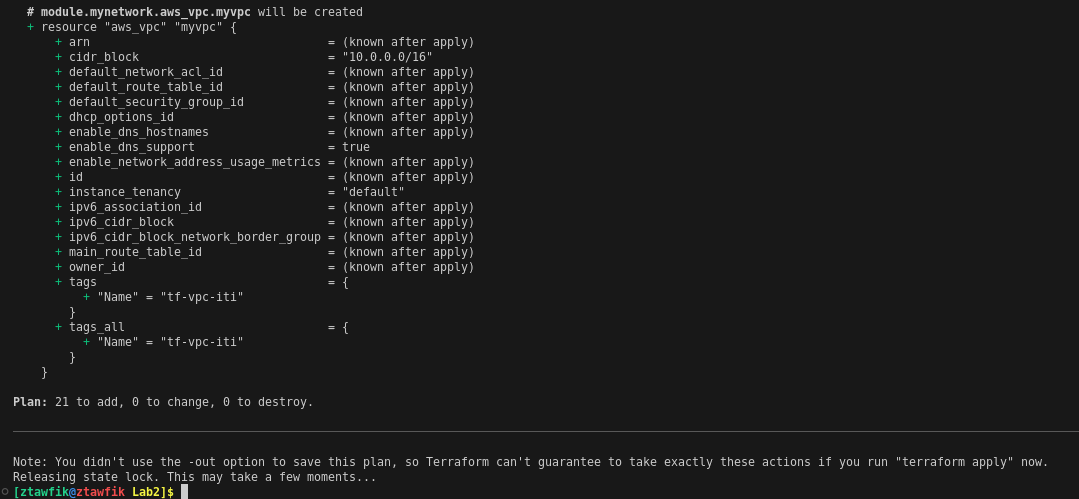 # module.mynetwork.aws_vpc.myvpc will be created
+ resource "aws_vpc" "myvpc" {
+ arn = (known after apply)
+ cidr_block = "10.0.0.0/16"
+ default_network_acl_id = (known after apply)
+ default_route_table_id = (known after apply)
+ default_security_group_id = (known after apply)
+ dhcp_options_id = (known after apply)
+ enable_dns_hostnames = (known after apply)
+ enable_dns_support = true
+ enable_network_address_usage_metrics = (known after apply)
+ id = (known after apply)
+ instance_tenancy = "default"
+ ipv6_association_id = (known after apply)
+ ipv6_cidr_block = (known after apply)
+ ipv6_cidr_block_network_border_group = (known after apply)
+ main_route_table_id = (known after apply)
+ owner_id = (known after apply)
+ tags = {
+ "Name" = "tf-vpc-iti"
}
+ tags_all = {
+ "Name" = "tf-vpc-iti"
}
}
Plan: 21 to add, 0 to change, 0 to destroy.
Note: You didn't use the -out option to save this plan, so Terraform can't guarantee to take exactly these actions if you run "terraform apply" now.
Releasing state lock. This may take a few moments...
[ztawfik@ztawfik Lab2]$